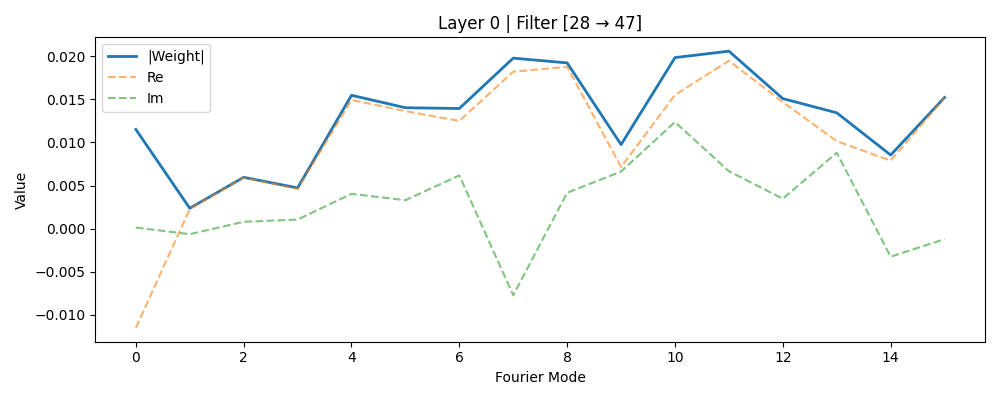 Layer 0 | Filter [28 → 47]
|Weight|
Re
Im
0.020
0.015
0.010
0.005
0.000
−0.005
−0.010
Value
0 2 4 6 8 10 12 14
Fourier Mode